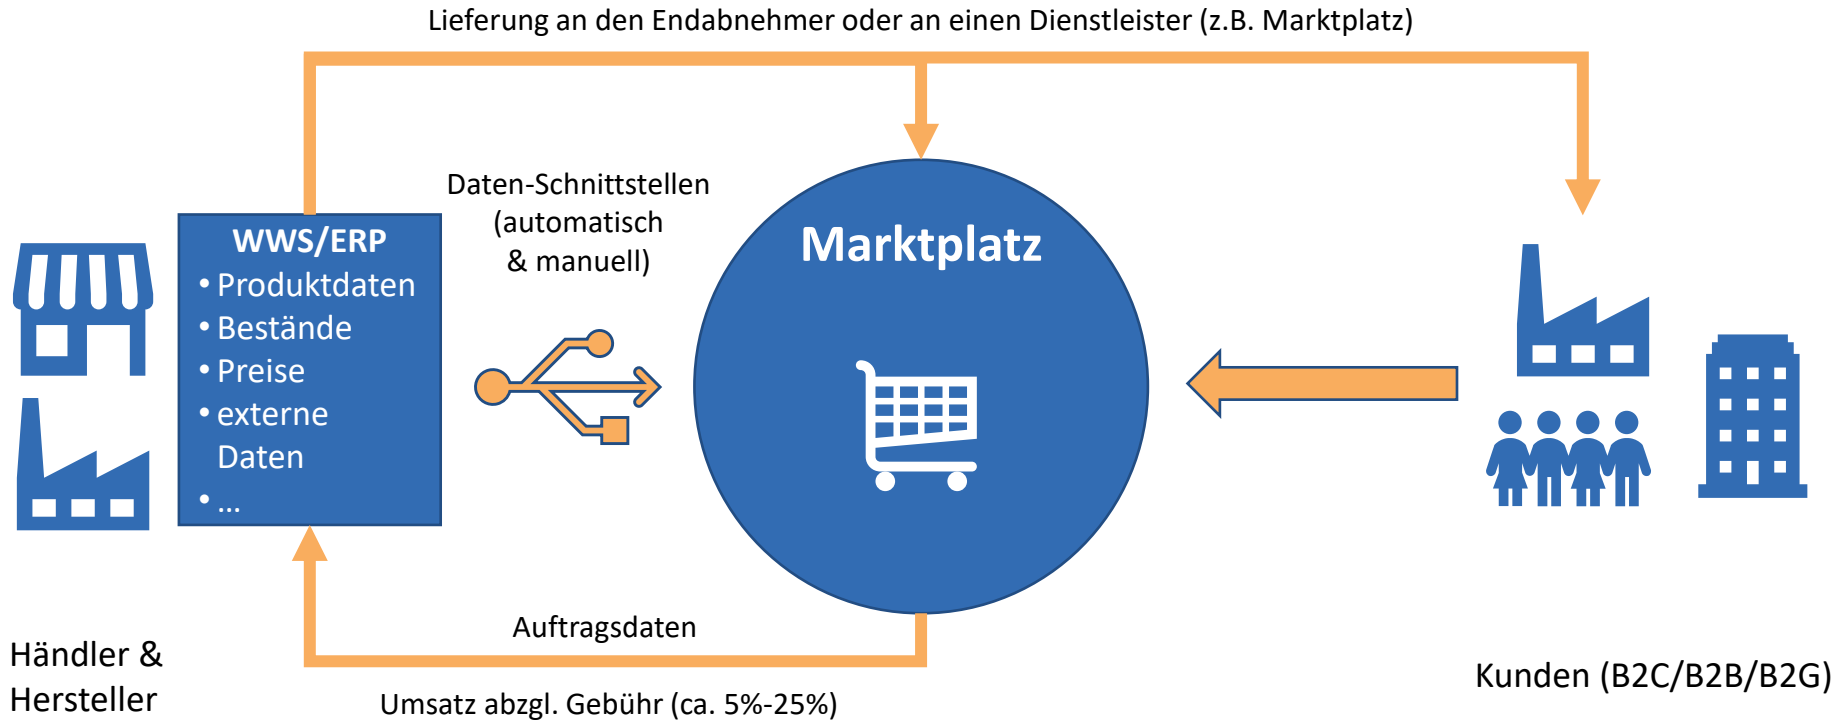 Lieferung an den Endabnehmer oder an einen Dienstleister (z.B. Marktplatz)
Daten-Schnittstellen
(automatisch
& manuell)
WWS/ERP
• Produktdaten
• Bestände
• Preise
• externe
Daten
• ...
Marktplatz
Auftragsdaten
Umsatz abzgl. Gebühr (ca. 5%-25%)
Händler &
Hersteller
Kunden (B2C/B2B/B2G)